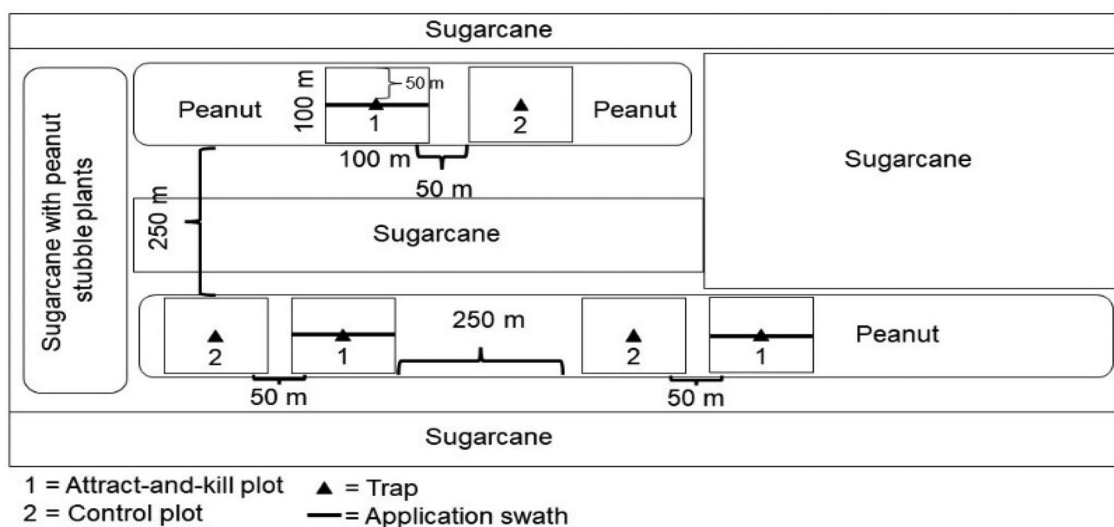 Sugarcane
Sugarcane with peanut
stubble plants
Peanut
100 m
50 m
1
2
Peanut
100 m
50 m
Sugarcane
250 m
Sugarcane
2
1
250 m
2
1
Peanut
50 m
50 m
Sugarcane
1 = Attract-and-kill plot ▲ = Trap
2 = Control plot = Application swath